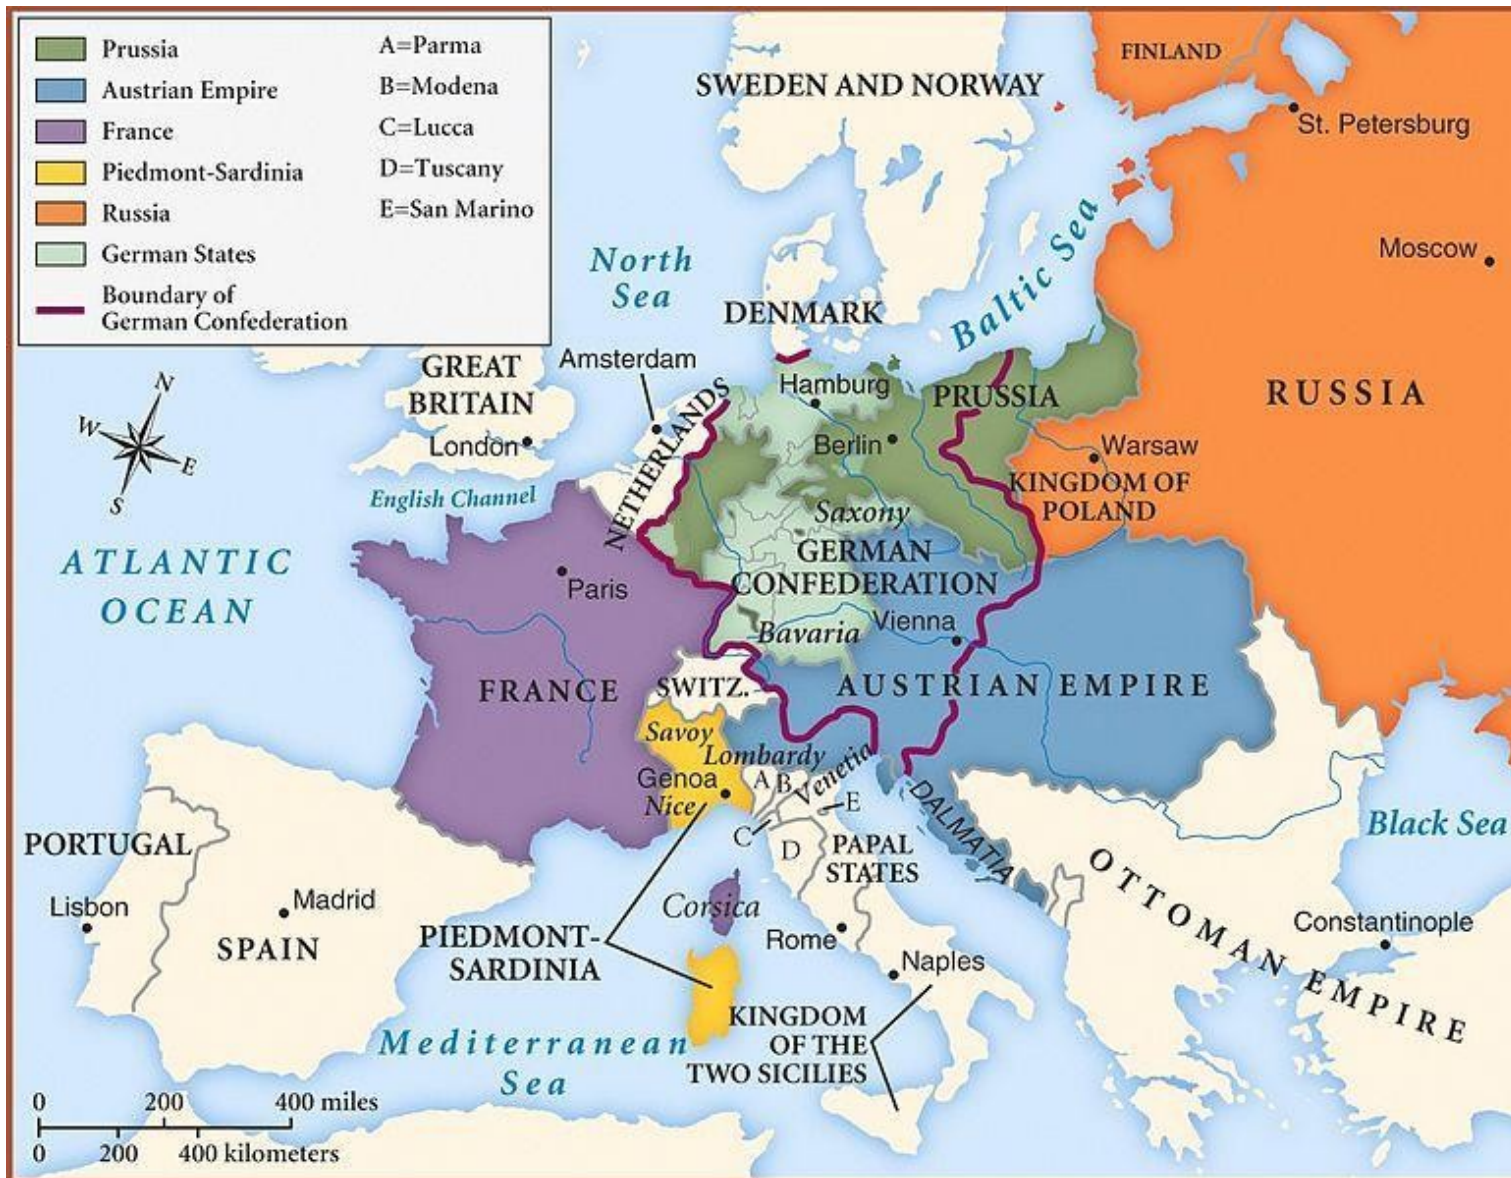 Prussia
Austrian Empire
France
Piedmont-Sardinia
Russia
German States
Boundary of
German Confederation
A=Parma
B=Modena
C=Lucca
D=Tuscany
E=San Marino
FINLAND
SWEDEN AND NORWAY
St. Petersburg
Moscow
North
Sea
Baltic Sea
DENMARK
Amsterdam
GREAT
BRITAIN
London
Hamburg
PRUSSIA
RUSSIA
N
W
E
S
NETHERLANDS
Berlin
Warsaw
KINGDOM OF
POLAND
English Channel
Saxony
ATLANTIC
OCEAN
GERMAN
CONFEDERATION
Paris
Bavaria
Vienna
FRANCE
SWITZ.
AUSTRIAN EMPIRE
Savoy
Lombardy
Venetia
Genoa
Nice
A
B
C
D
E
DALMATIA
Black Sea
PORTUGAL
PAPAL
STATES
OTTOMAN EMPIRE
Lisbon
Madrid
SPAIN
Corsica
Rome
Constantinople
PIEDMONT-
SARDINIA
Naples
KINGDOM
OF THE
TWO SICILIES
Mediterranean
Sea
0 200 400 miles
0 200 400 kilometers